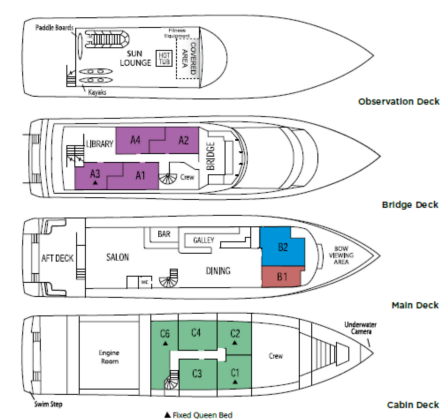 Paddle Boards
Fitness
Equipment
SUN
LOUNGE
HOT
TUB
COVERED
AREA
Kayaks
Observation Deck
LIBRARY
A4
A2
BRIDGE
A3
A1
Crew
Bridge Deck
BAR
GALLEY
B2
AFT DECK
SALON
DINING
BOW
VIEWING
AREA
WC
B1
Main Deck
Underwater
Camera
C6
C4
C2
Engine
Room
Crew
C3
C1
Swim Step
Cabin Deck
▲ Fixed Queen Bed